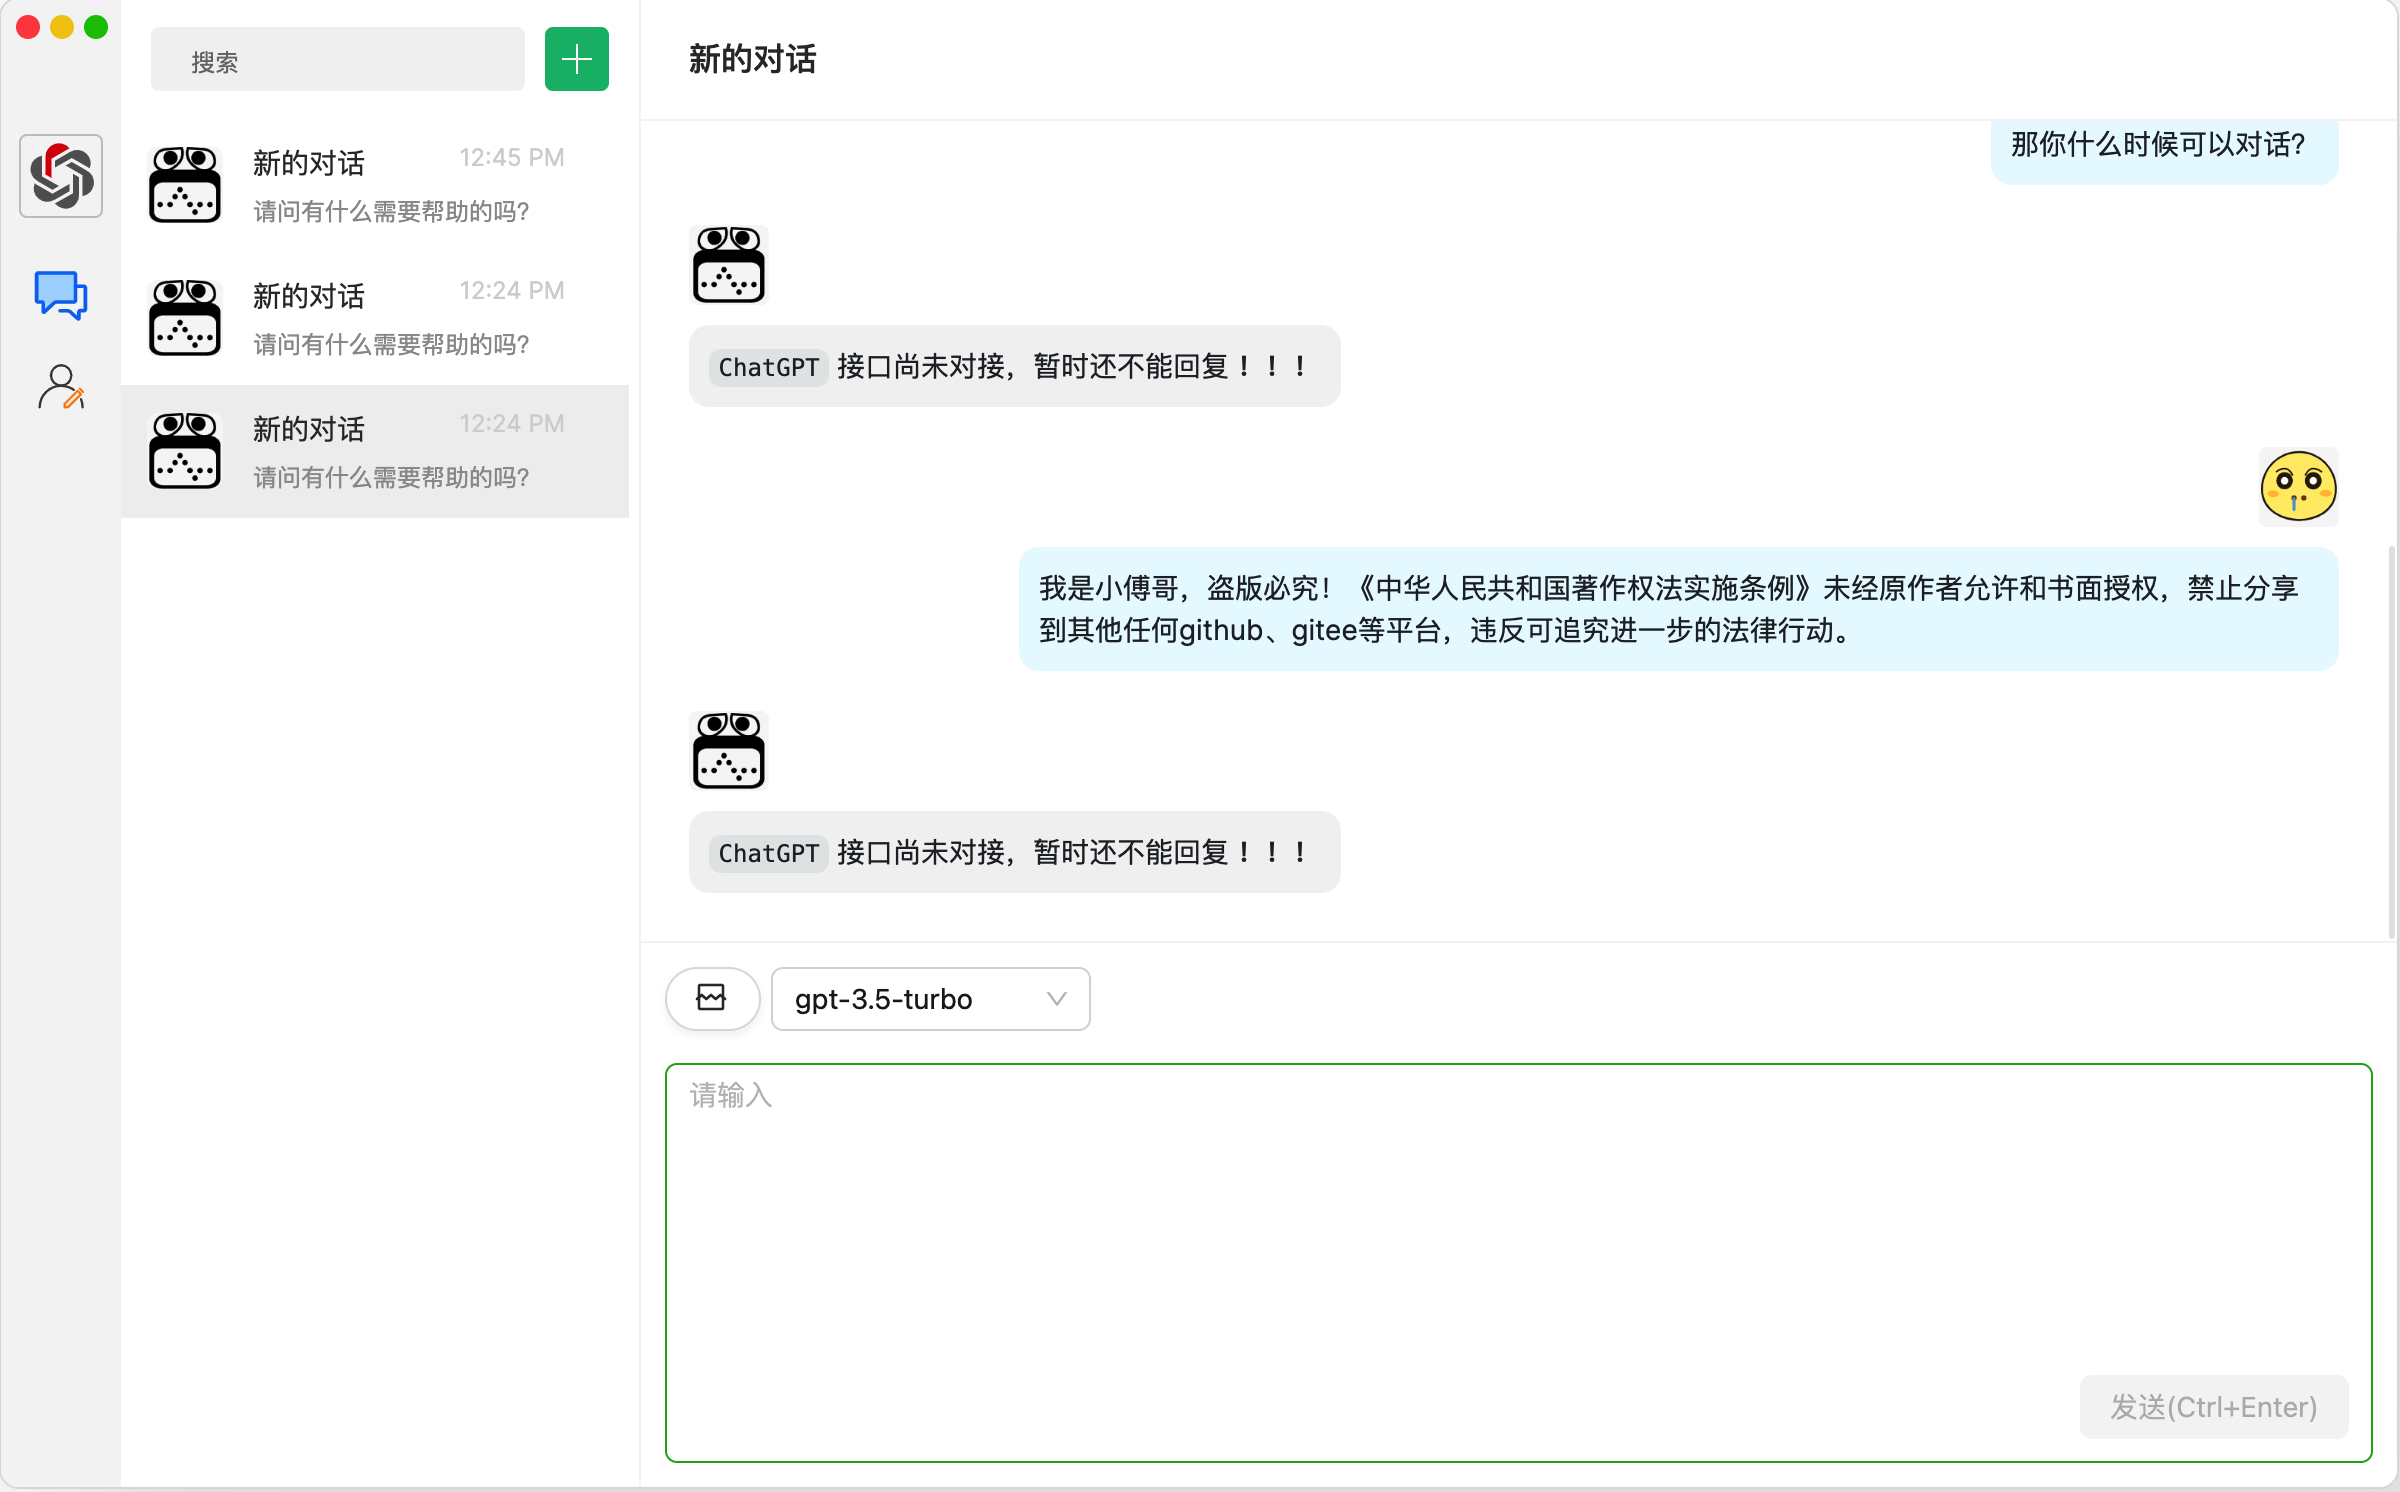 搜索
新的对话
12:45 PM
请问有什么需要帮助的吗?
新的对话
12:24 PM
请问有什么需要帮助的吗?
新的对话
12:24 PM
请问有什么需要帮助的吗?
新的对话
那你什么时候可以对话?
ChatGPT 接口尚未对接，暂时还不能回复！！！
我是小傅哥，盗版必究！《中华人民共和国著作权法实施条例》未经原作者允许和书面授权，禁止分享
到其他任何github、gitee等平台，违反可追究进一步的法律行动。
ChatGPT 接口尚未对接，暂时还不能回复！！！
gpt-3.5-turbo
请输入
发送(Ctrl+Enter)